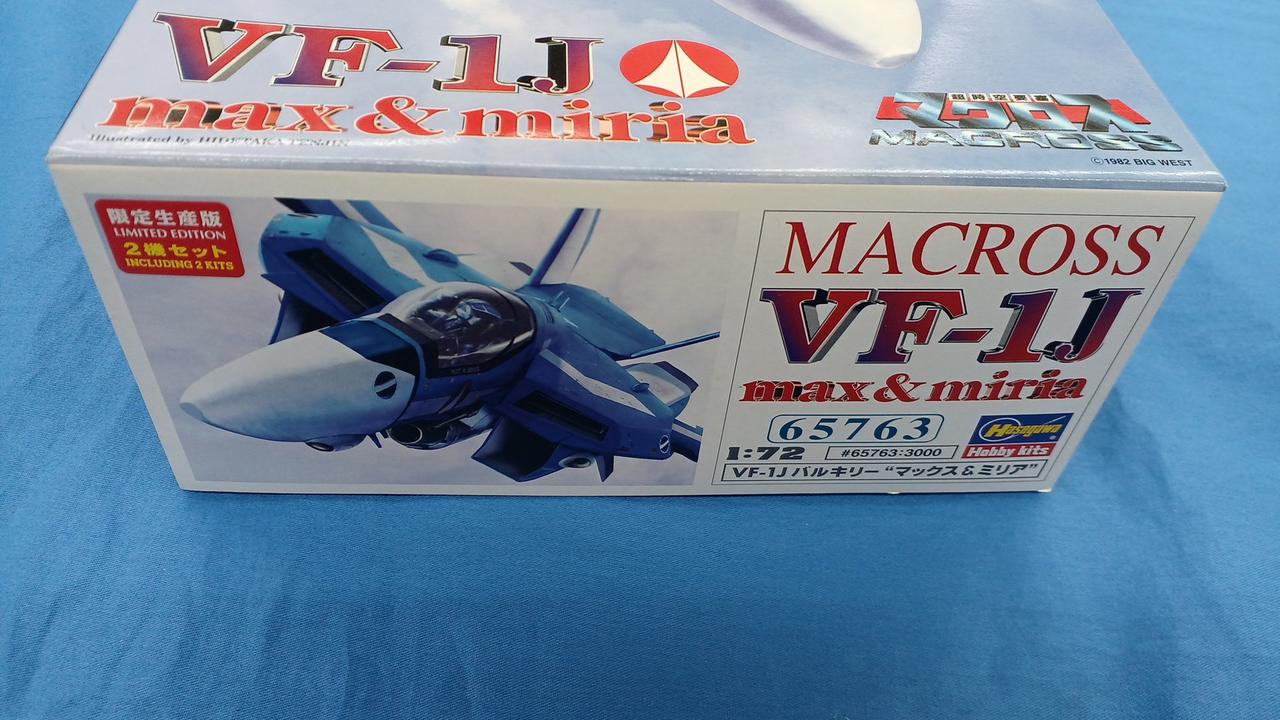 VF-1J
max & miria
Illustrated by HIDETAKA TENJIN
超時空要塞
マクロス
MACROSS
©1982 BIG WEST
限定生産版
LIMITED EDITION
2機セット
INCLUDING 2 KITS
MACROSS
VF-1J
max & miria
65763
1:72
#65763:3000
Hasegawa
Hobby kits
VF-1J バルキリー “マックス & ミリア”